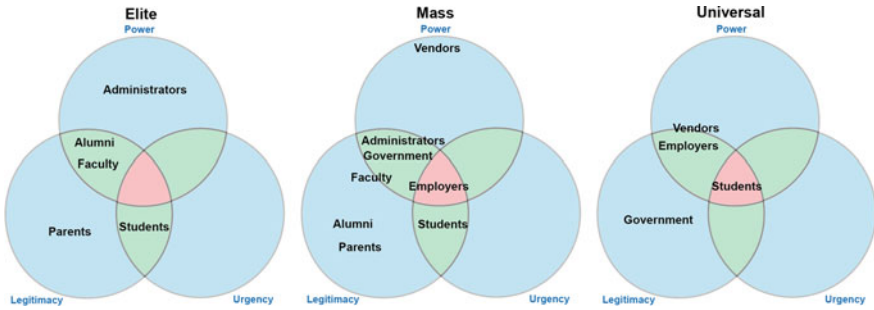 Elite
Power
Administrators
Alumni
Faculty
Parents
Students
Legitimacy
Urgency
Mass
Power
Vendors
Administrators
Government
Faculty
Employers
Alumni
Students
Parents
Legitimacy
Urgency
Universal
Power
Vendors
Employers
Students
Government
Legitimacy
Urgency